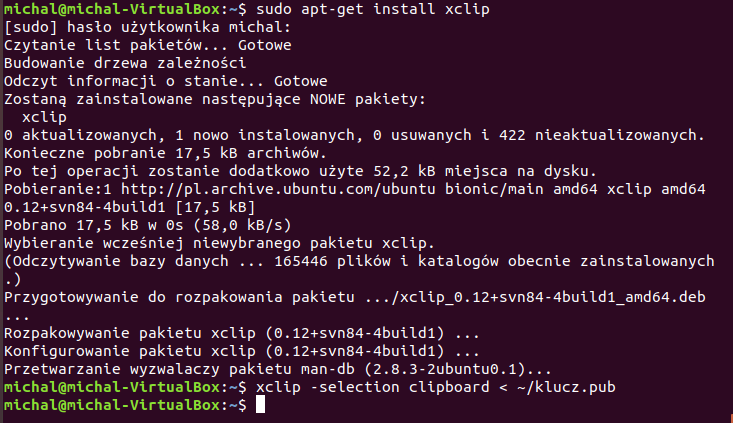 michal@michal-VirtualBox:~$ sudo apt-get install xclip
[sudo] hasło użytkownika michal:
Czytanie list pakietów... Gotowe
Budowanie drzewa zależności
Odczyt informacji o stanie... Gotowe
Zostaną zainstalowane następujące NOWE pakiety:
  xclip
0 aktualizowanych, 1 nowo instalowanych, 0 usuwanych i 422 nieaktualizowanych.
Konieczne pobranie 17,5 kB archiwów.
Po tej operacji zostanie dodatkowo użyte 52,2 kB miejsca na dysku.
Pobieranie:1 http://pl.archive.ubuntu.com/ubuntu bionic/main amd64 xclip amd64
0.12+svn84-4build1 [17,5 kB]
Pobrano 17,5 kB w 0s (58,0 kB/s)
Wybieranie wcześniej niewybranego pakietu xclip.
(Odczytywanie bazy danych ... 165446 plików i katalogów obecnie zainstalowanych
.)
Przygotowywanie do rozpakowania pakietu .../xclip_0.12+svn84-4build1_amd64.deb
...
Rozpakowywanie pakietu xclip (0.12+svn84-4build1) ...
Konfigurowanie pakietu xclip (0.12+svn84-4build1) ...
Przetwarzanie wyzwalaczy pakietu man-db (2.8.3-2ubuntu0.1)...
michal@michal-VirtualBox:~$ xclip -selection clipboard < ~/klucz.pub
michal@michal-VirtualBox:~$